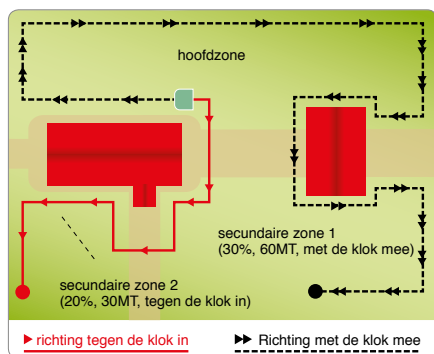 hoofdzone
secundaire zone 1
(30%, 60MT, met de klok mee)
secundaire zone 2
(20%, 30MT, tegen de klok in)
richting tegen de klok in
Richting met de klok mee